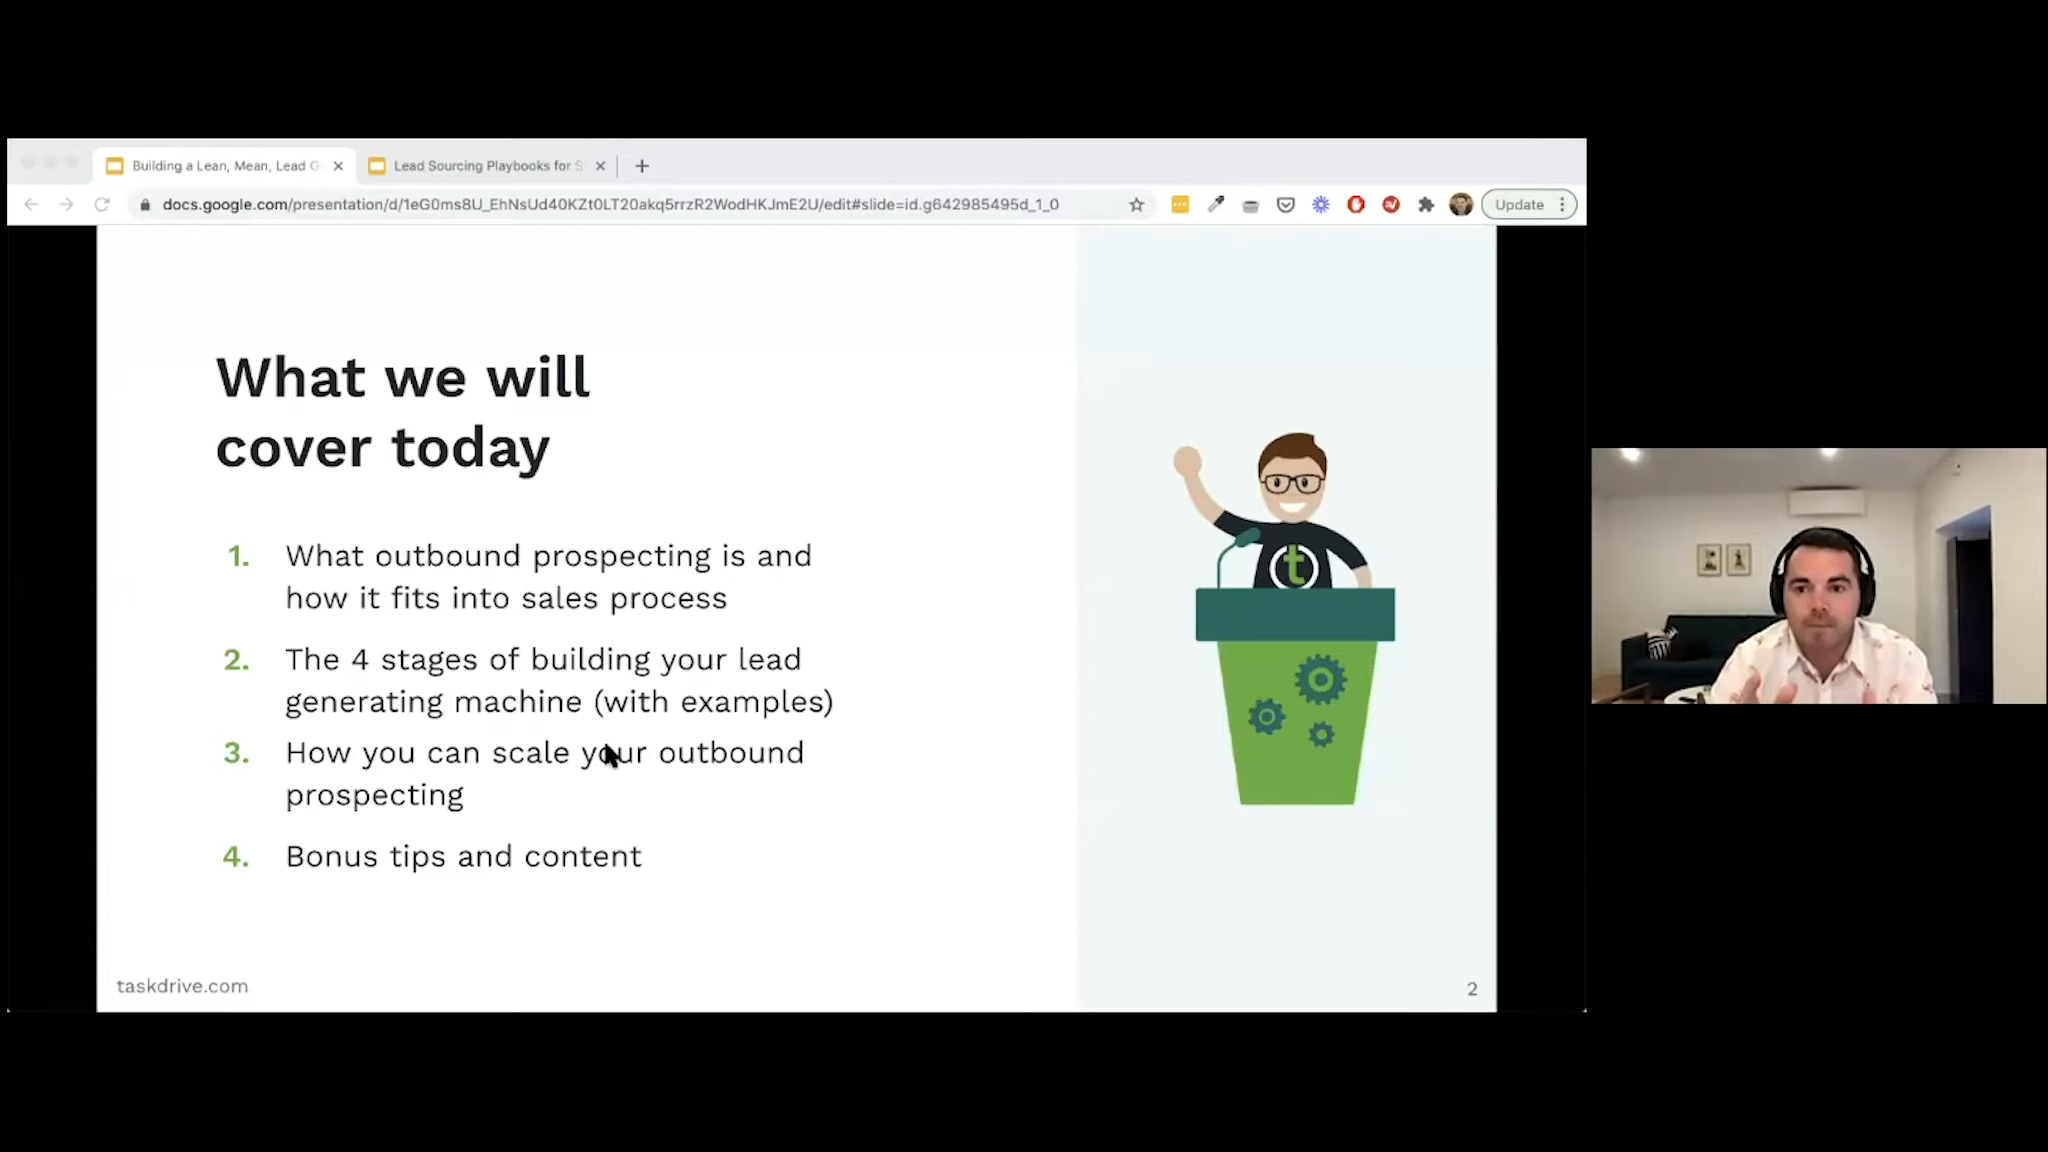 Building a Lean, Mean, Lead G
Lead Sourcing Playbooks for S
docs.google.com/presentation/d/1eG0ms8U_EhNsUd40KZt0LT20akq5rrzR2WodHKJmE2U/edit#slide=id.g642985495d_1_0
Update
What we will
cover today
1. What outbound prospecting is and
how it fits into sales process
2. The 4 stages of building your lead
generating machine (with examples)
3. How you can scale your outbound
prospecting
4. Bonus tips and content
t
taskdrive.com
2